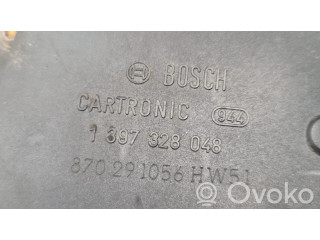 BOSCH
CARTRONIC 944
1 397 328 048
870 291056 HW51
Ovoko